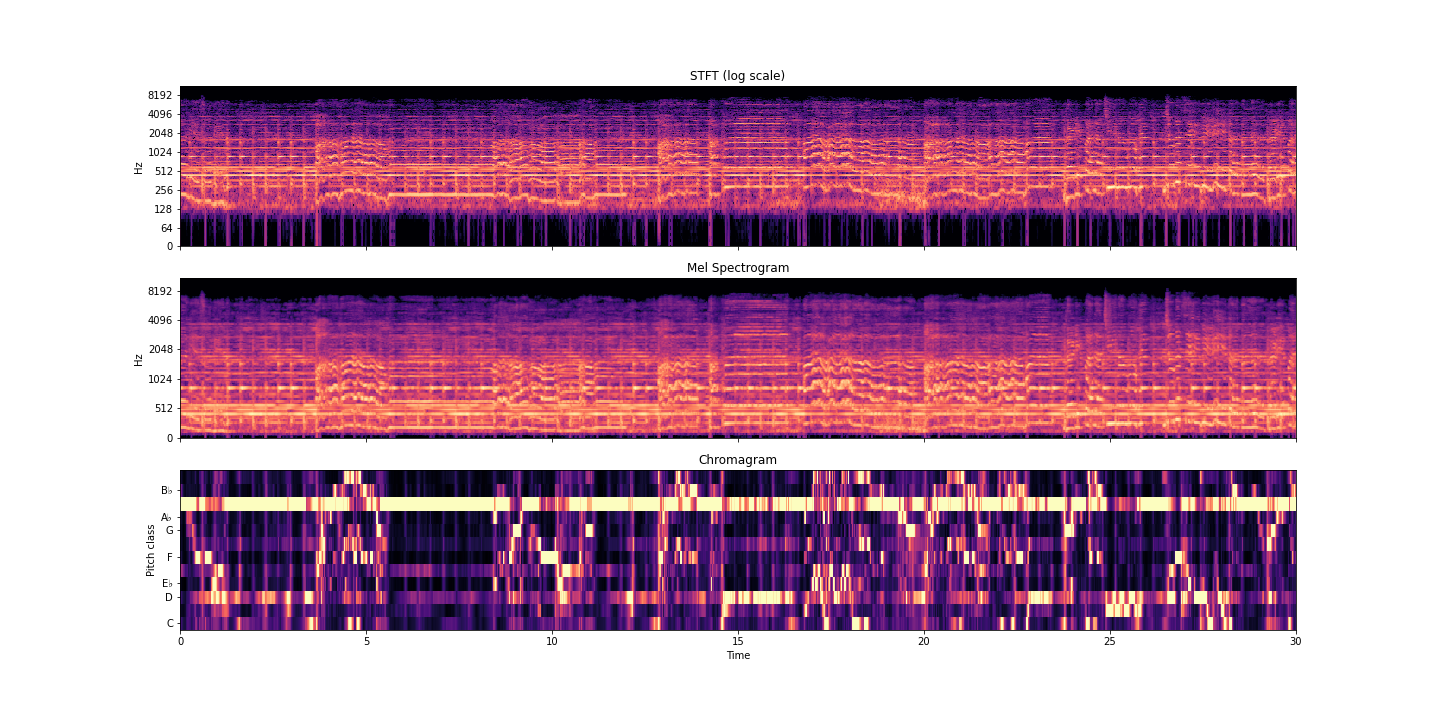 STFT (log scale)
8192
4096
2048
1024
512
256
128
64
0
Hz
Mel Spectrogram
8192
4096
2048
1024
512
0
Hz
Chromagram
B♭
A♭
G
F
E♭
D
C
Pitch class
0 5 10 15 20 25 30
Time